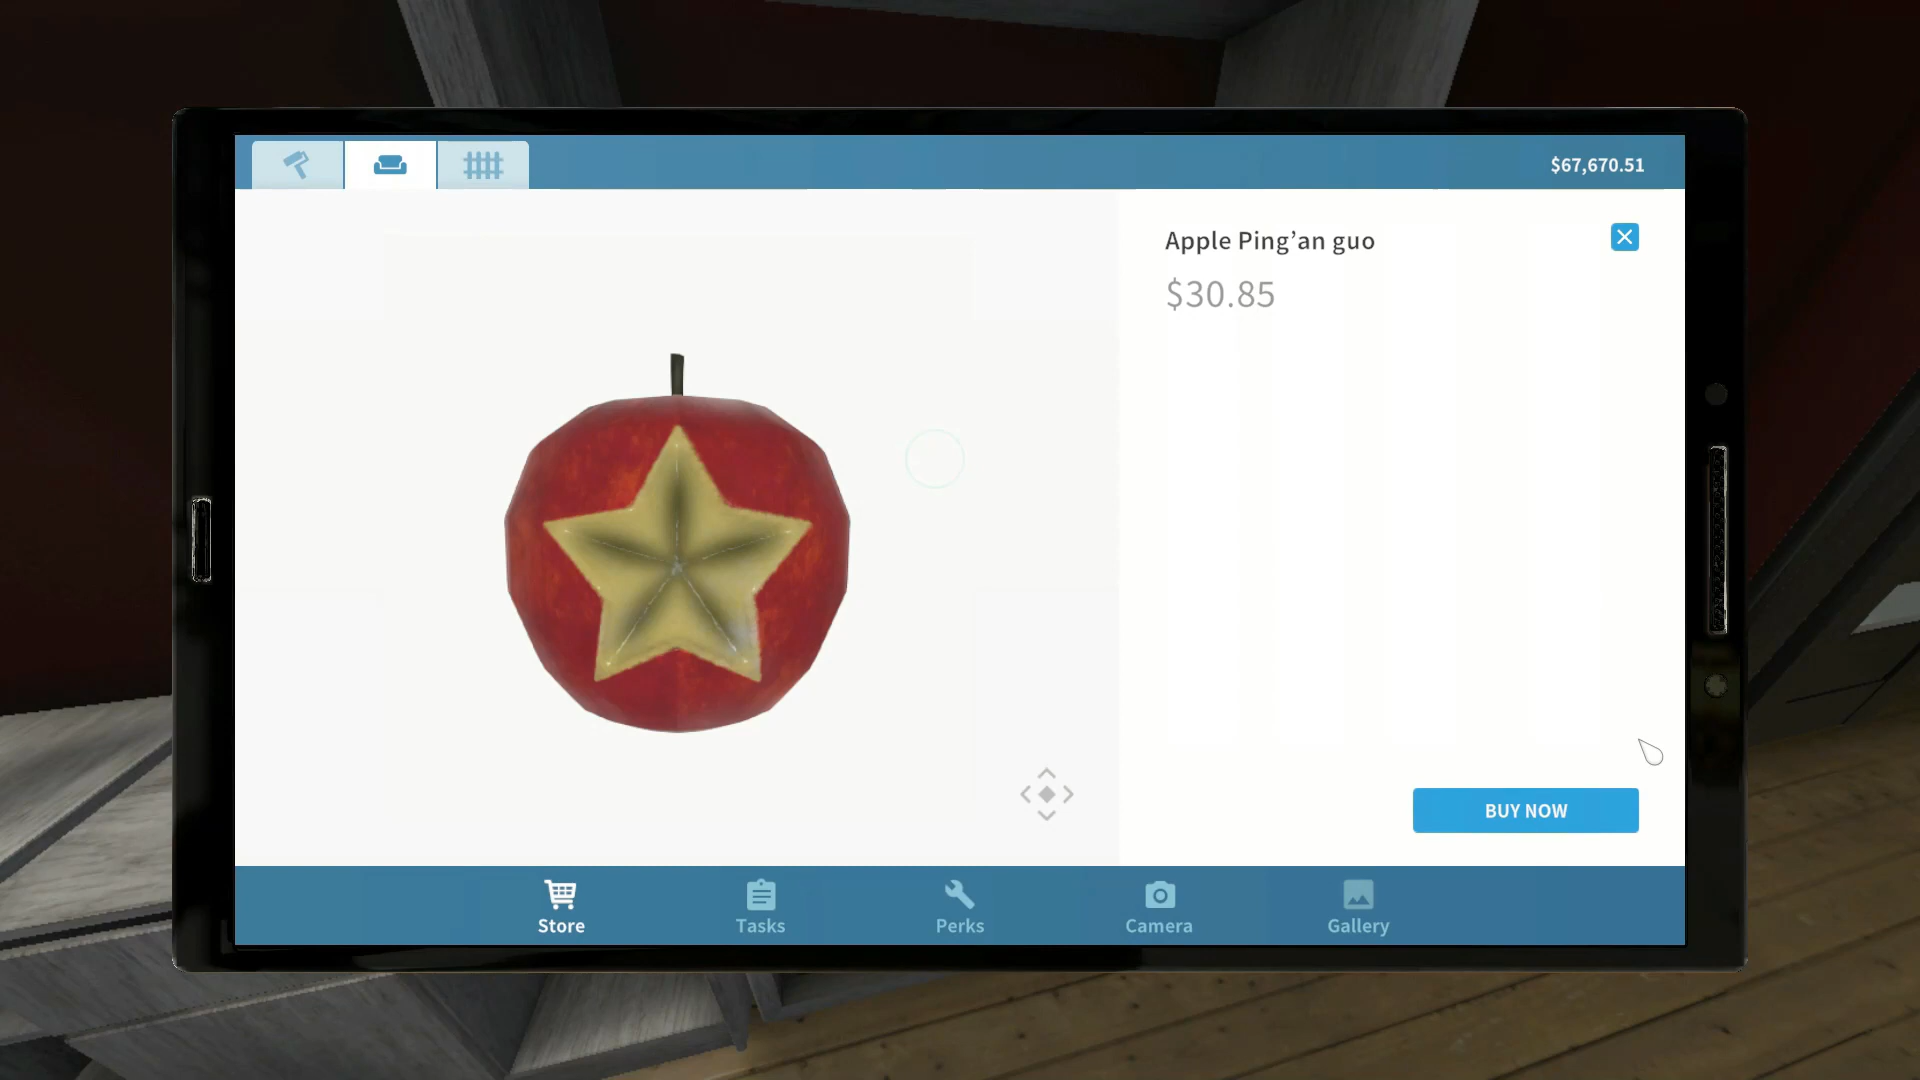 $67,670.51
Apple Ping’an guo
$30.85
BUY NOW
Store
Tasks
Perks
Camera
Gallery